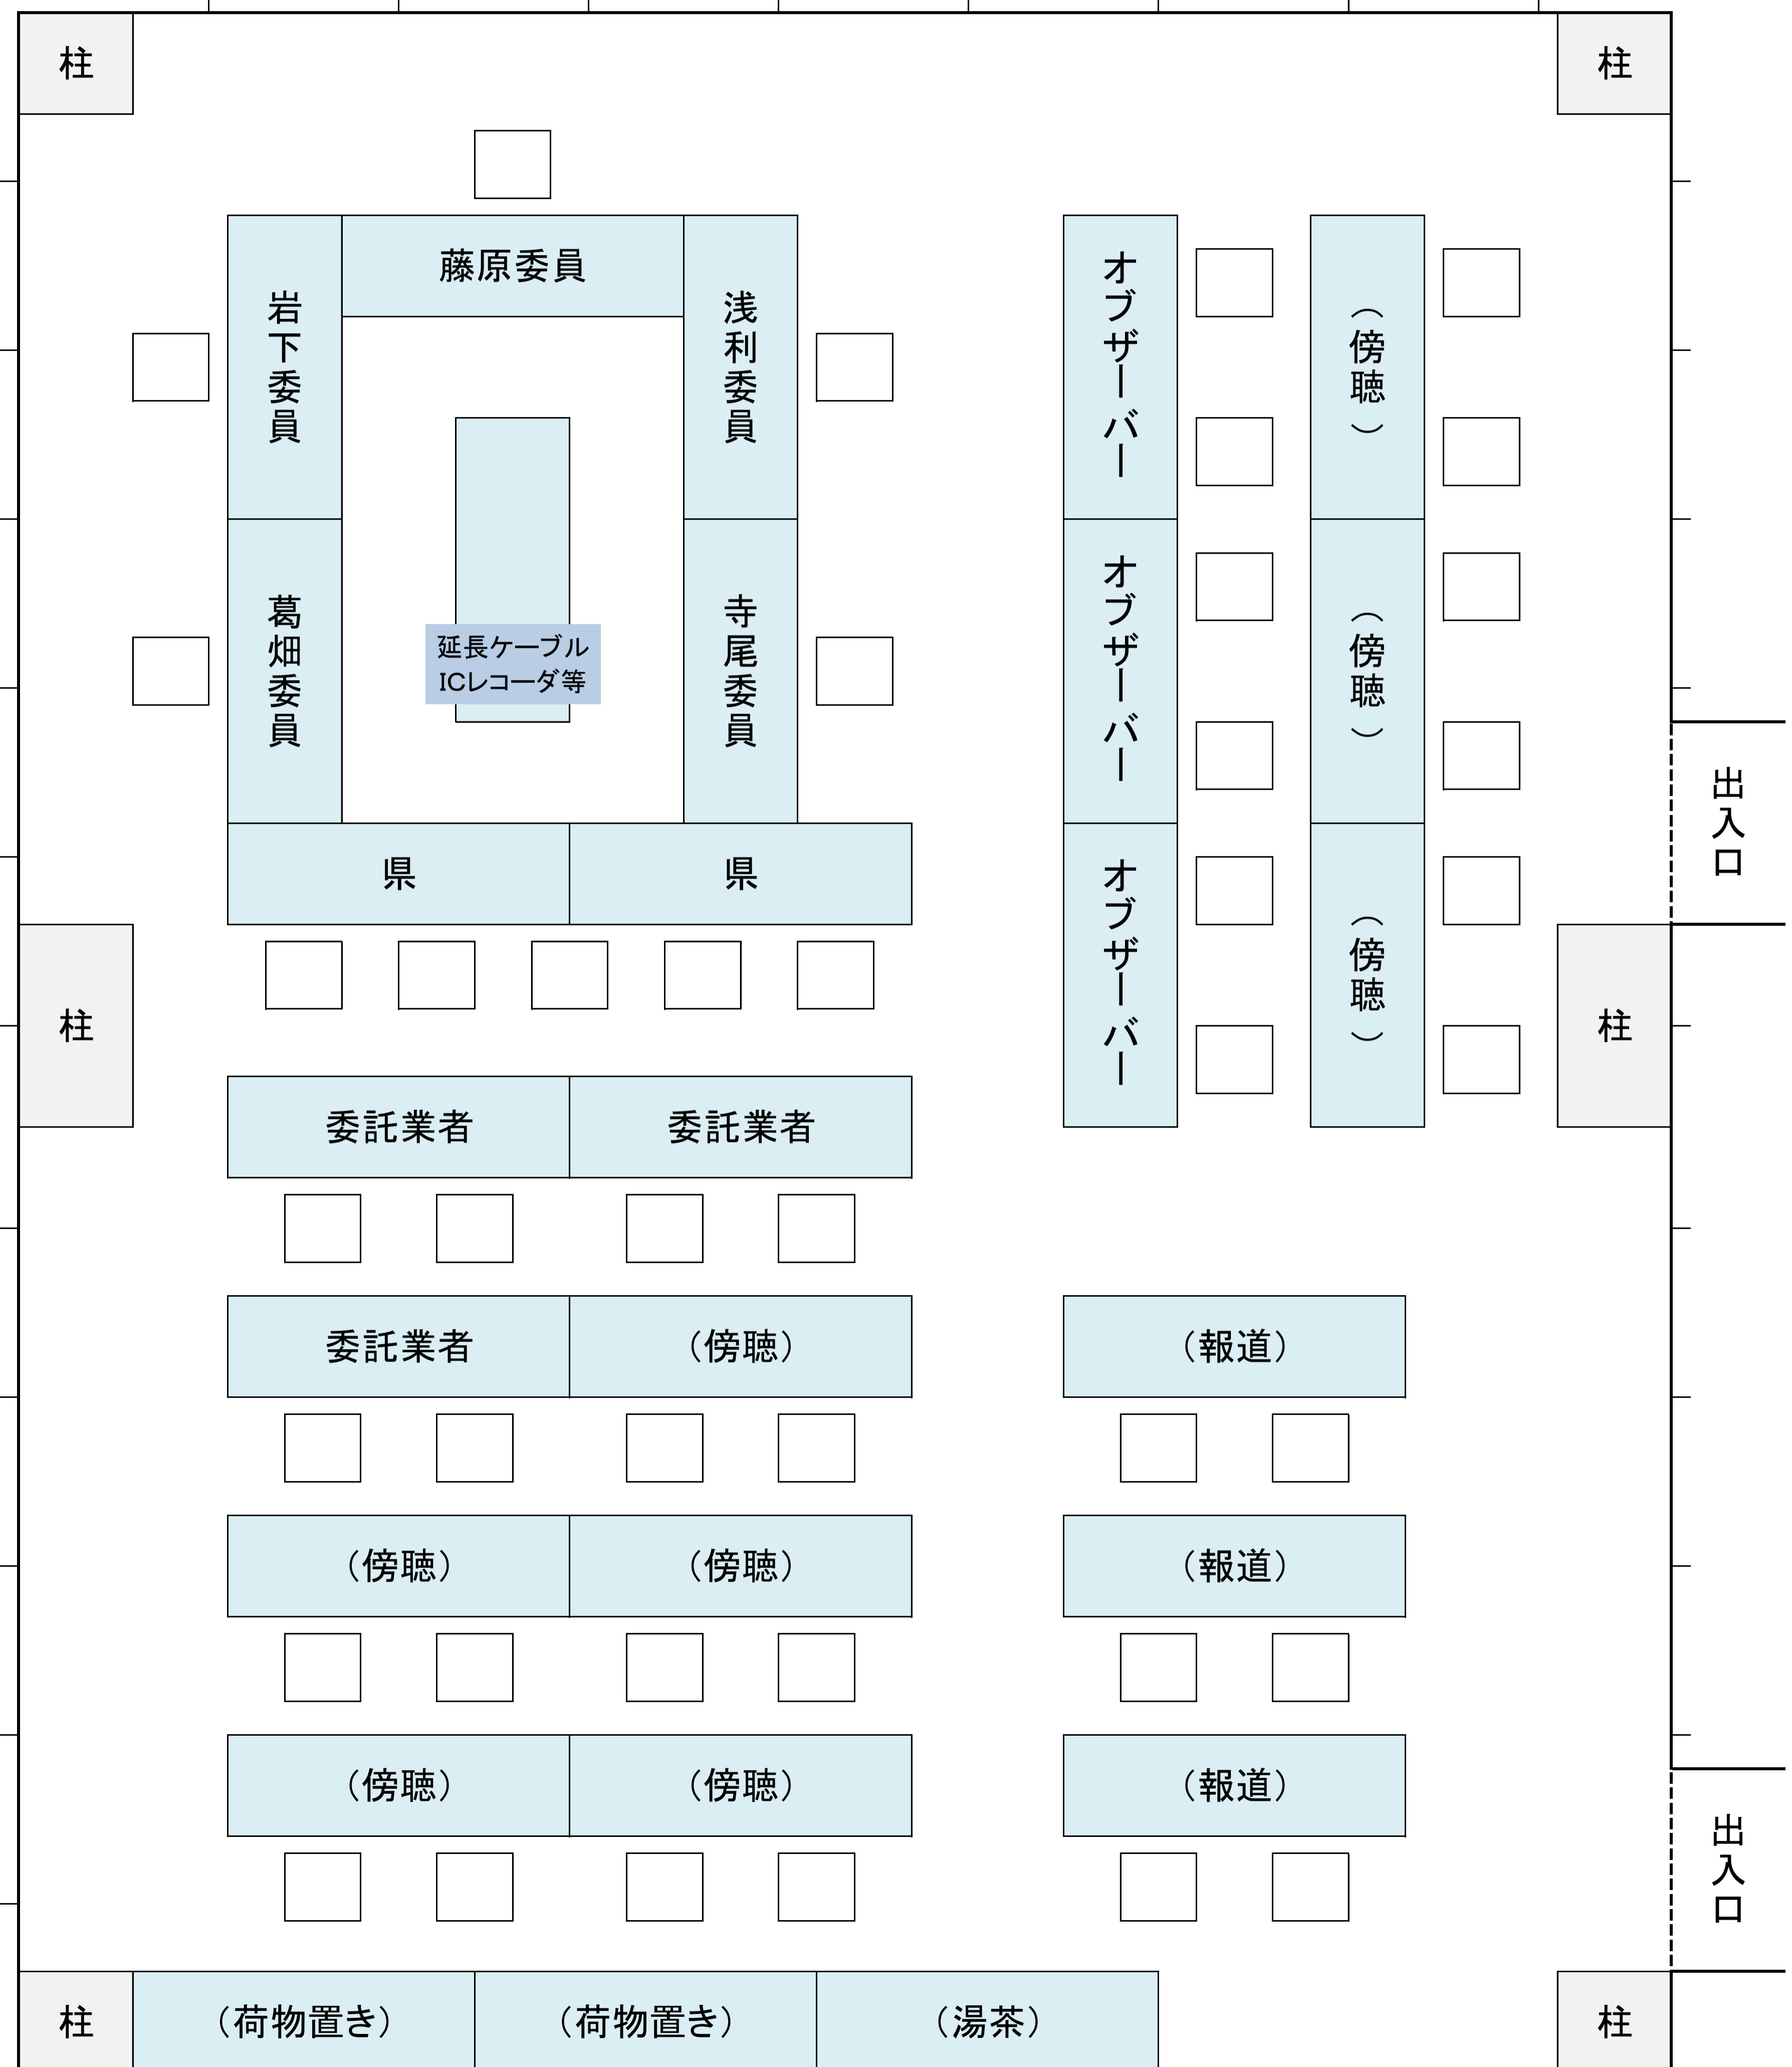 柱
柱
藤原委員
岩下委員
浅利委員
オブザーバー
（傍聴）
葛畑委員
延長ケーブル
ICレコーダ等
寺尾委員
オブザーバー
（傍聴）
出入口
県
県
オブザーバー
（傍聴）
柱
柱
委託業者
委託業者
委託業者
（傍聴）
（報道）
（傍聴）
（傍聴）
（報道）
（傍聴）
（傍聴）
（報道）
出入口
柱
（荷物置き）
（荷物置き）
（湯茶）
柱